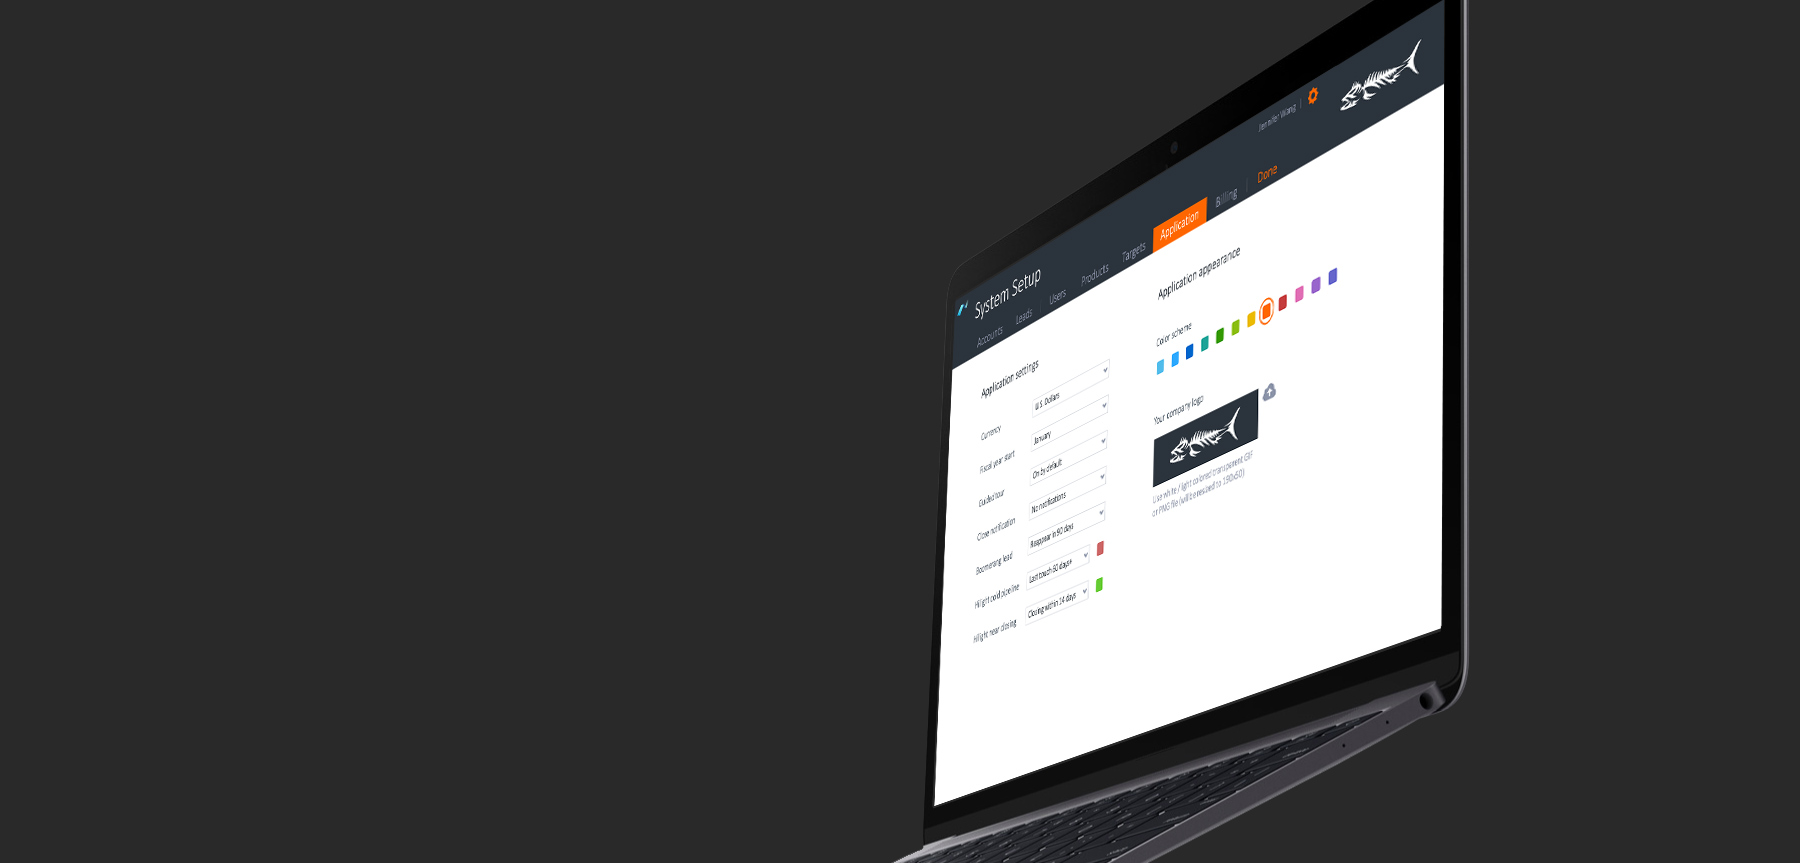 Jennifer Wang
System Setup
Accounts
Leads
Users
Products
Targets
Application
Billing
Done
Application settings
Currency
U.S. Dollars
Fiscal year start
January
Guided tour
On by default
Close notification
No notifications
Boomerang lead
Reappear in 90 days
Hilight cold pipeline
Last touch 60 days+
Hilight near closing
Closing within 14 days
Application appearance
Color scheme
Your company logo
Use white / light colored transparent GIF
or PNG file (will be resized to 190x50)